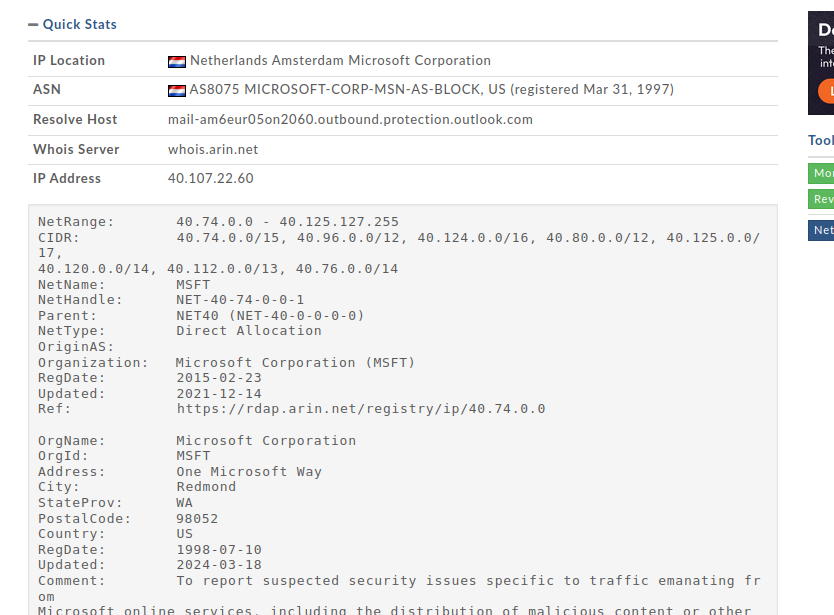 Quick Stats
IP Location Netherlands Amsterdam Microsoft Corporation
ASN AS8075 MICROSOFT-CORP-MSN-AS-BLOCK, US (registered Mar 31, 1997)
Resolve Host mail-am6eur05on2060.outbound.protection.outlook.com
Whois Server whois.arin.net
IP Address 40.107.22.60
NetRange: 40.74.0.0 - 40.125.127.255
CIDR: 40.74.0.0/15, 40.96.0.0/12, 40.124.0.0/16, 40.80.0.0/12, 40.125.0.0/
17,
40.120.0.0/14, 40.112.0.0/13, 40.76.0.0/14
NetName: MSFT
NetHandle: NET-40-74-0-0-1
Parent: NET40 (NET-40-0-0-0-0)
NetType: Direct Allocation
OriginAS:
Organization: Microsoft Corporation (MSFT)
RegDate: 2015-02-23
Updated: 2021-12-14
Ref: https://rdap.arin.net/registry/ip/40.74.0.0
OrgName: Microsoft Corporation
OrgId: MSFT
Address: One Microsoft Way
City: Redmond
StateProv: WA
PostalCode: 98052
Country: US
RegDate: 1998-07-10
Updated: 2024-03-18
Comment: To report suspected security issues specific to traffic emanating fr
om
Microsoft online services, including the distribution of malicious content or other
The
Tool
Mor
Rev
Net